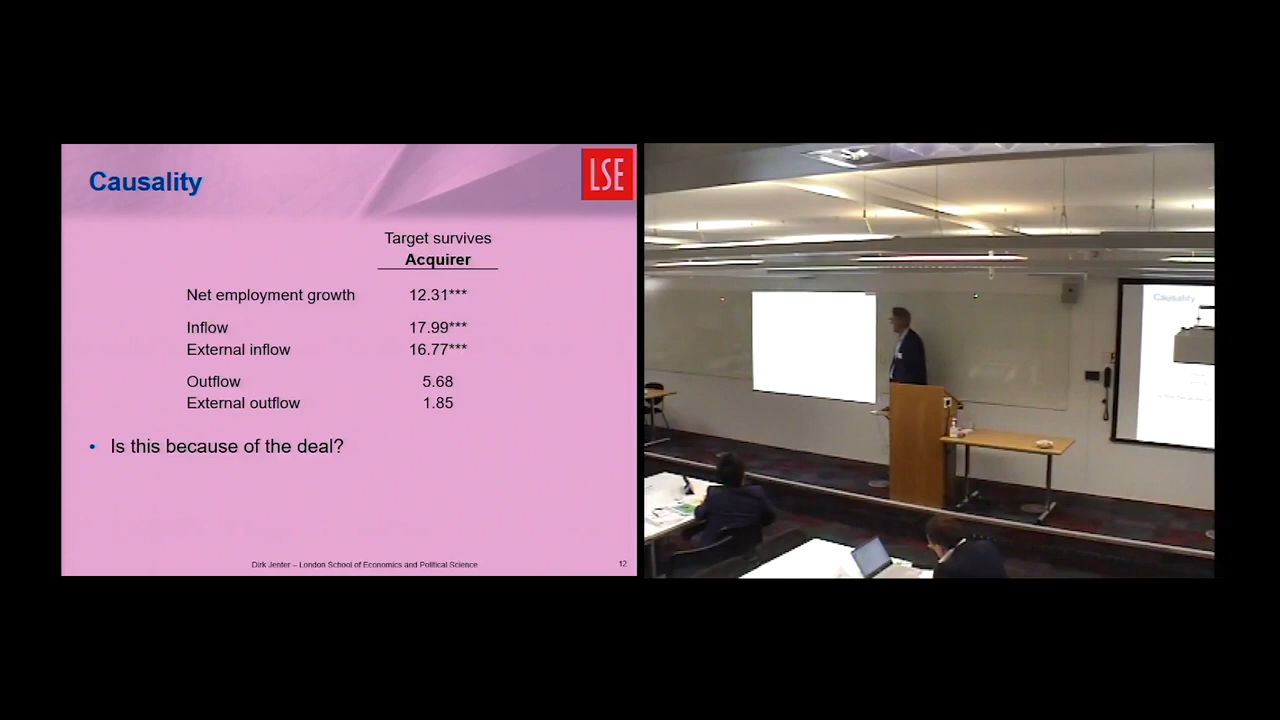 Causality
LSE
Target survives
Acquirer
Net employment growth 12.31***
Inflow 17.99***
External inflow 16.77***
Outflow 5.68
External outflow 1.85
• Is this because of the deal?
Dirk Jenter – London School of Economics and Political Science 12
Causality